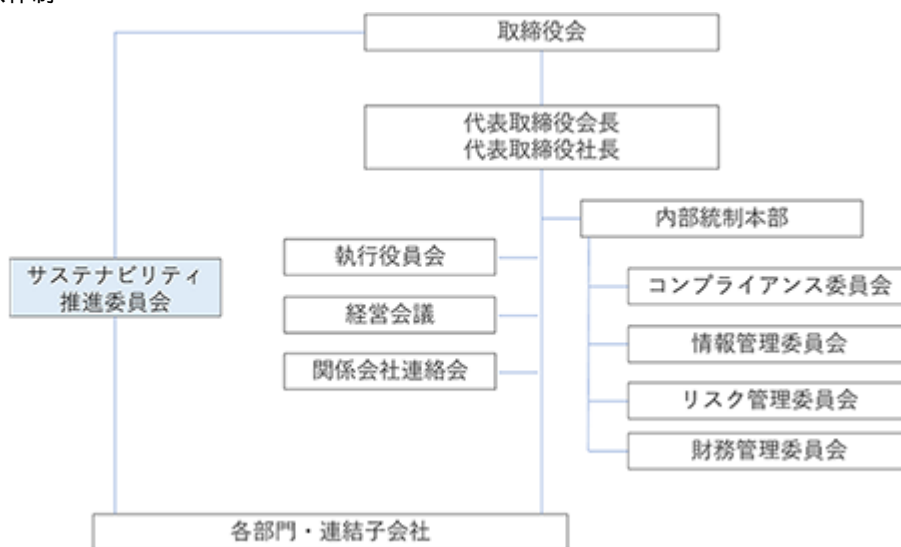 取締役会
代表取締役会長
代表取締役社長
内部統制本部
執行役員会
サステナビリティ
推進委員会
コンプライアンス委員会
経営会議
情報管理委員会
関係会社連絡会
リスク管理委員会
財務管理委員会
各部門・連結子会社